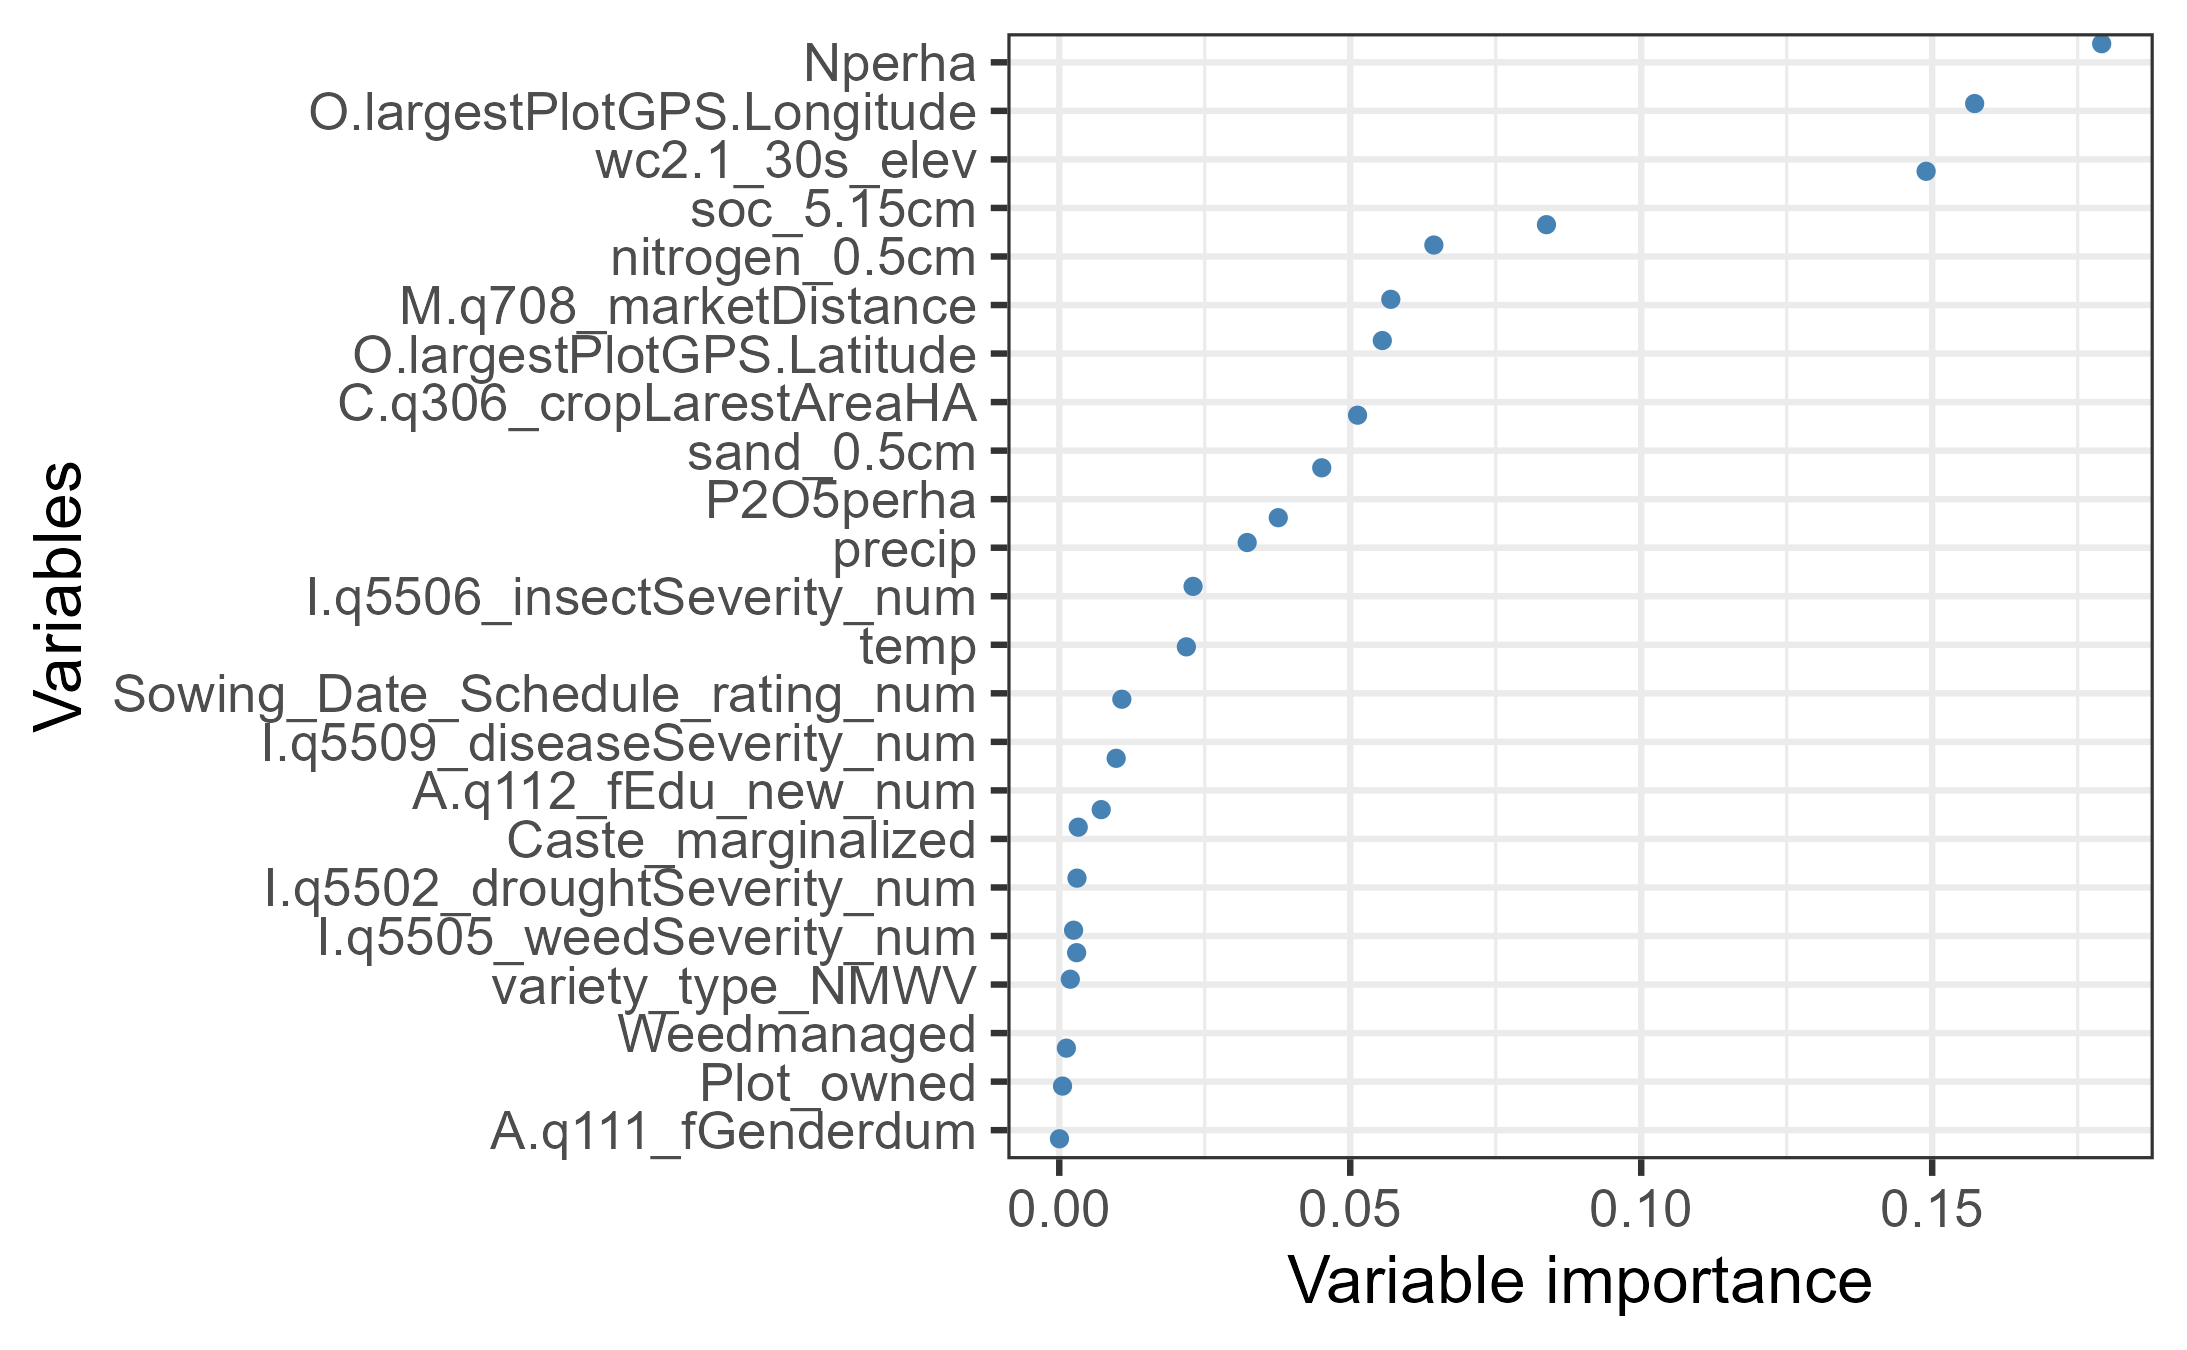 Nperha
O.largestPlotGPS.Longitude
wc2.1_30s_elev
soc_5.15cm
nitrogen_0.5cm
M.q708_marketDistance
O.largestPlotGPS.Latitude
C.q306_cropLarestAreaHA
sand_0.5cm
P2O5perha
precip
I.q5506_insectSeverity_num
temp
Sowing_Date_Schedule_rating_num
I.q5509_diseaseSeverity_num
A.q112_fEdu_new_num
Caste_marginalized
I.q5502_droughtSeverity_num
I.q5505_weedSeverity_num
variety_type_NMWV
Weedmanaged
Plot_owned
A.q111_fGenderdum
Variables
0.00 0.05 0.10 0.15
Variable importance